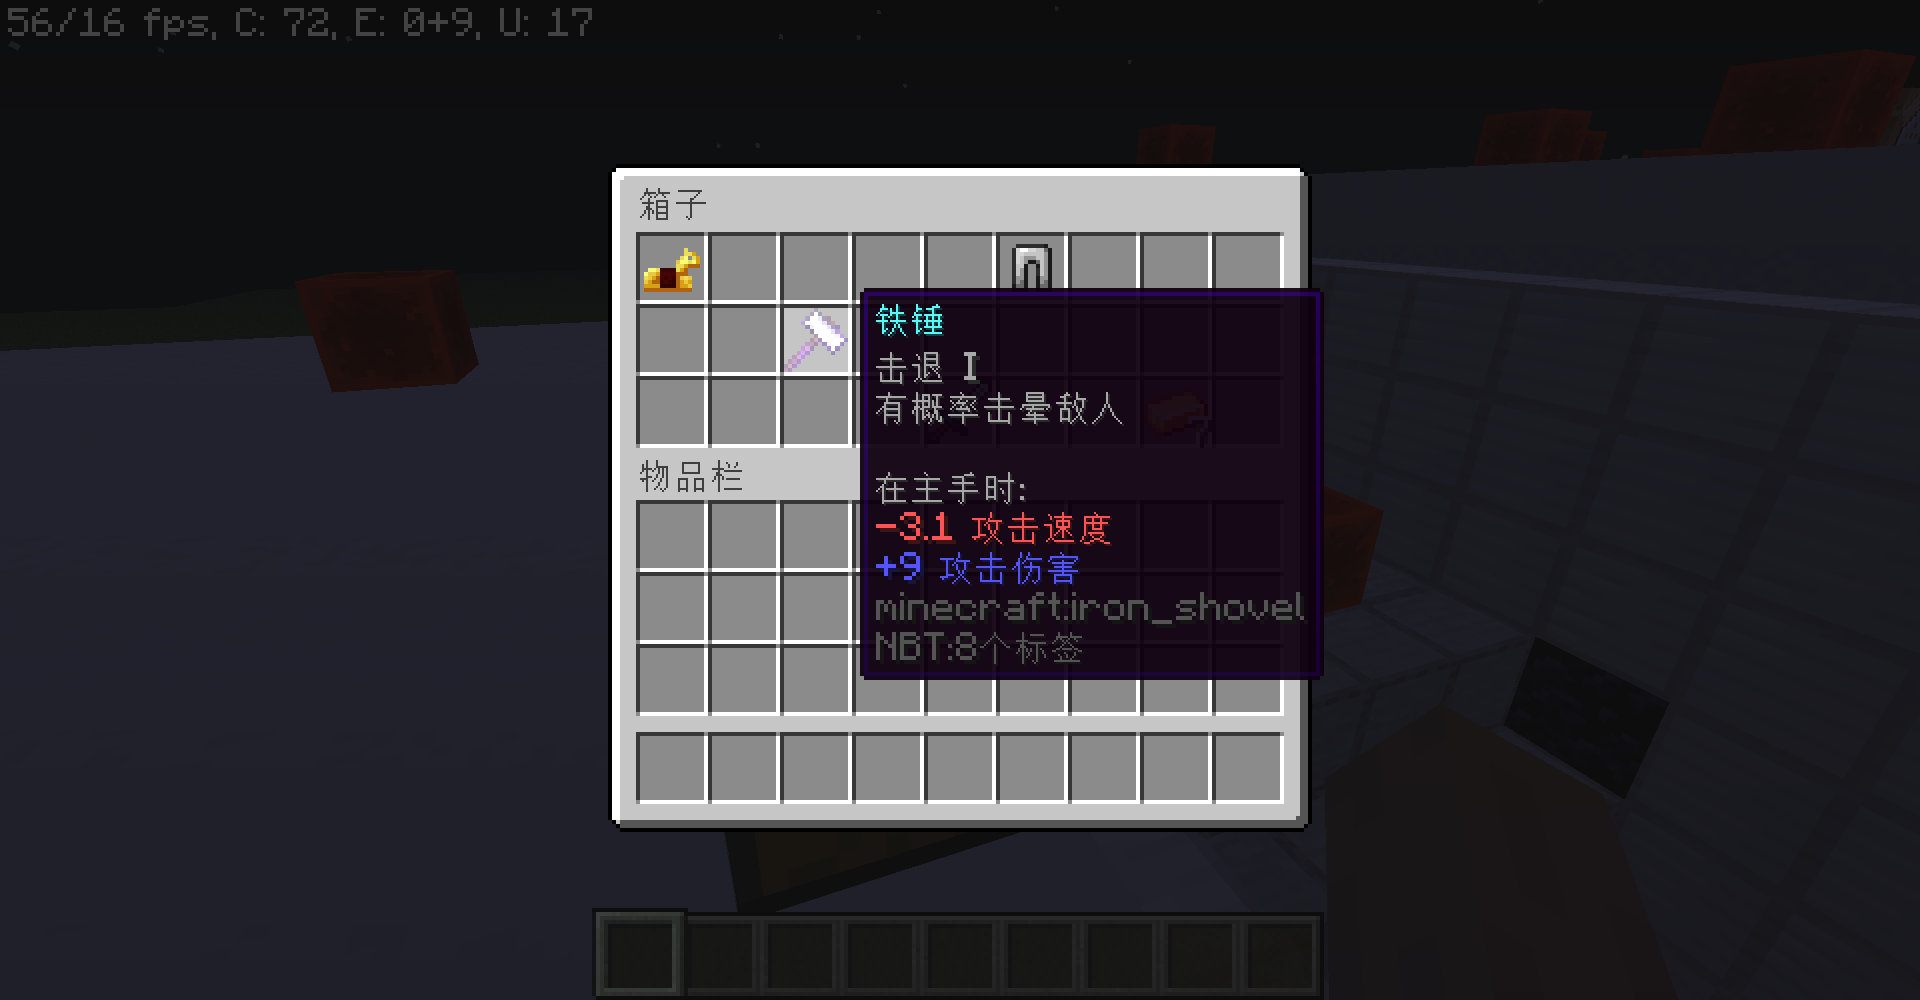 56/16 fps, C: 72, E: 0+9, U: 17
箱子
铁锤
击退 I
有概率击晕敌人
物品栏
在主手时:
-3.1 攻击速度
+9 攻击伤害
minecraft:iron_shovel
NBT:8个标签